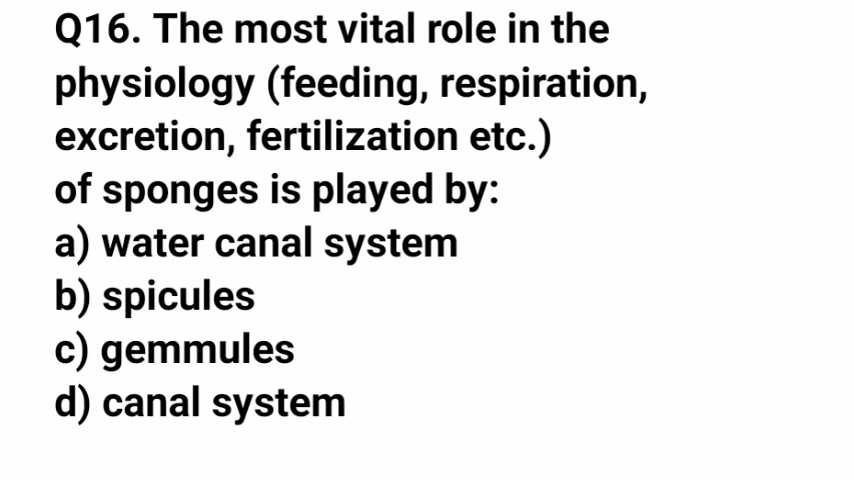 Q16. The most vital role in the
physiology (feeding, respiration,
excretion, fertilization etc.)
of sponges is played by:
a) water canal system
b) spicules
c) gemmules
d) canal system